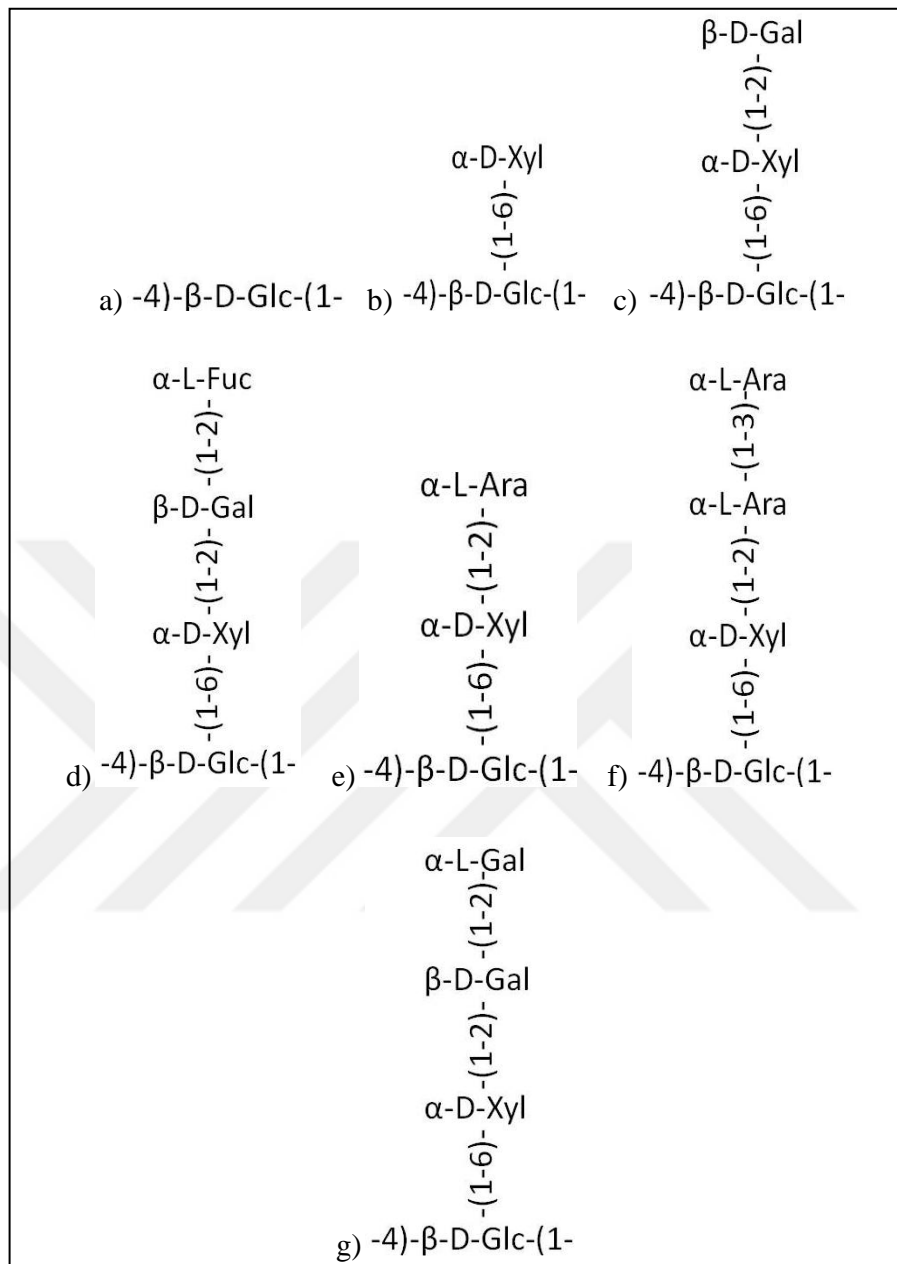 a) -4)-β-D-Glc-(1-
α-D-Xyl
-(1-6)-
b) -4)-β-D-Glc-(1-
β-D-Gal
-(1-2)-
α-D-Xyl
-(1-6)-
c) -4)-β-D-Glc-(1-
α-L-Fuc
-(1-2)-
β-D-Gal
-(1-2)-
α-D-Xyl
-(1-6)-
d) -4)-β-D-Glc-(1-
α-L-Ara
-(1-2)-
α-D-Xyl
-(1-6)-
e) -4)-β-D-Glc-(1-
α-L-Ara
-(1-3)-
α-L-Ara
-(1-2)-
α-D-Xyl
-(1-6)-
f) -4)-β-D-Glc-(1-
α-L-Gal
-(1-2)-
β-D-Gal
-(1-2)-
α-D-Xyl
-(1-6)-
g) -4)-β-D-Glc-(1-